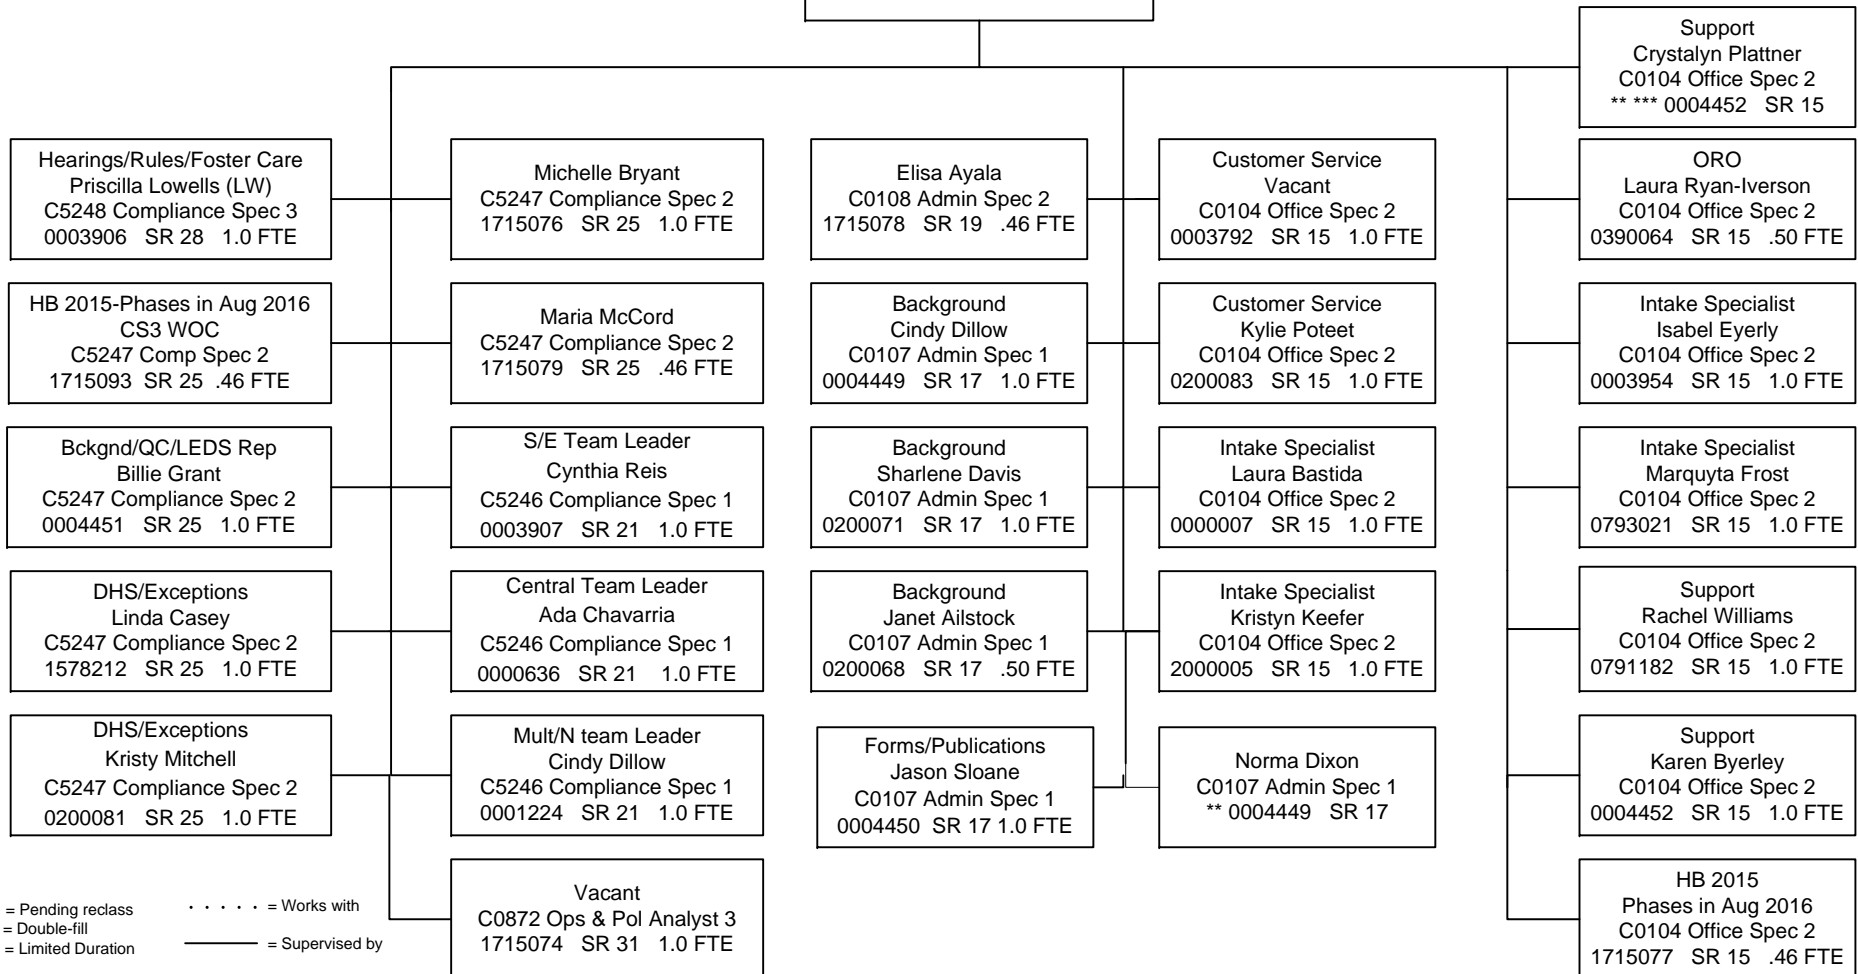 Support
Crystalyn Plattner
C0104 Office Spec 2
** *** 0004452 SR 15
Hearings/Rules/Foster Care
Priscilla Lowells (LW)
C5248 Compliance Spec 3
0003906 SR 28 1.0 FTE
Michelle Bryant
C5247 Compliance Spec 2
1715076 SR 25 1.0 FTE
Elisa Ayala
C0108 Admin Spec 2
1715078 SR 19 .46 FTE
Customer Service
Vacant
C0104 Office Spec 2
0003792 SR 15 1.0 FTE
ORO
Laura Ryan-Iverson
C0104 Office Spec 2
0390064 SR 15 .50 FTE
HB 2015-Phases in Aug 2016
CS3 WOC
C5247 Comp Spec 2
1715093 SR 25 .46 FTE
Maria McCord
C5247 Compliance Spec 2
1715079 SR 25 .46 FTE
Background
Cindy Dillow
C0107 Admin Spec 1
0004449 SR 17 1.0 FTE
Customer Service
Kylie Poteet
C0104 Office Spec 2
0200083 SR 15 1.0 FTE
Intake Specialist
Isabel Eyerly
C0104 Office Spec 2
0003954 SR 15 1.0 FTE
Bckgnd/QC/LEDS Rep
Billie Grant
C5247 Compliance Spec 2
0004451 SR 25 1.0 FTE
S/E Team Leader
Cynthia Reis
C5246 Compliance Spec 1
0003907 SR 21 1.0 FTE
Background
Sharlene Davis
C0107 Admin Spec 1
0200071 SR 17 1.0 FTE
Intake Specialist
Laura Bastida
C0104 Office Spec 2
0000007 SR 15 1.0 FTE
Intake Specialist
Marquyta Frost
C0104 Office Spec 2
0793021 SR 15 1.0 FTE
DHS/Exceptions
Linda Casey
C5247 Compliance Spec 2
1578212 SR 25 1.0 FTE
Central Team Leader
Ada Chavarria
C5246 Compliance Spec 1
0000636 SR 21 1.0 FTE
Background
Janet Ailstock
C0107 Admin Spec 1
0200068 SR 17 .50 FTE
Intake Specialist
Kristyn Keefer
C0104 Office Spec 2
2000005 SR 15 1.0 FTE
Support
Rachel Williams
C0104 Office Spec 2
0791182 SR 15 1.0 FTE
DHS/Exceptions
Kristy Mitchell
C5247 Compliance Spec 2
0200081 SR 25 1.0 FTE
Mult/N team Leader
Cindy Dillow
C5246 Compliance Spec 1
0001224 SR 21 1.0 FTE
Forms/Publications
Jason Sloane
C0107 Admin Spec 1
0004450 SR 17 1.0 FTE
Norma Dixon
C0107 Admin Spec 1
** 0004449 SR 17
Support
Karen Byerley
C0104 Office Spec 2
0004452 SR 15 1.0 FTE
Vacant
C0872 Ops & Pol Analyst 3
1715074 SR 31 1.0 FTE
HB 2015
Phases in Aug 2016
C0104 Office Spec 2
1715077 SR 15 .46 FTE
= Pending reclass
= Double-fill
= Limited Duration
· · · · · = Works with
= Supervised by